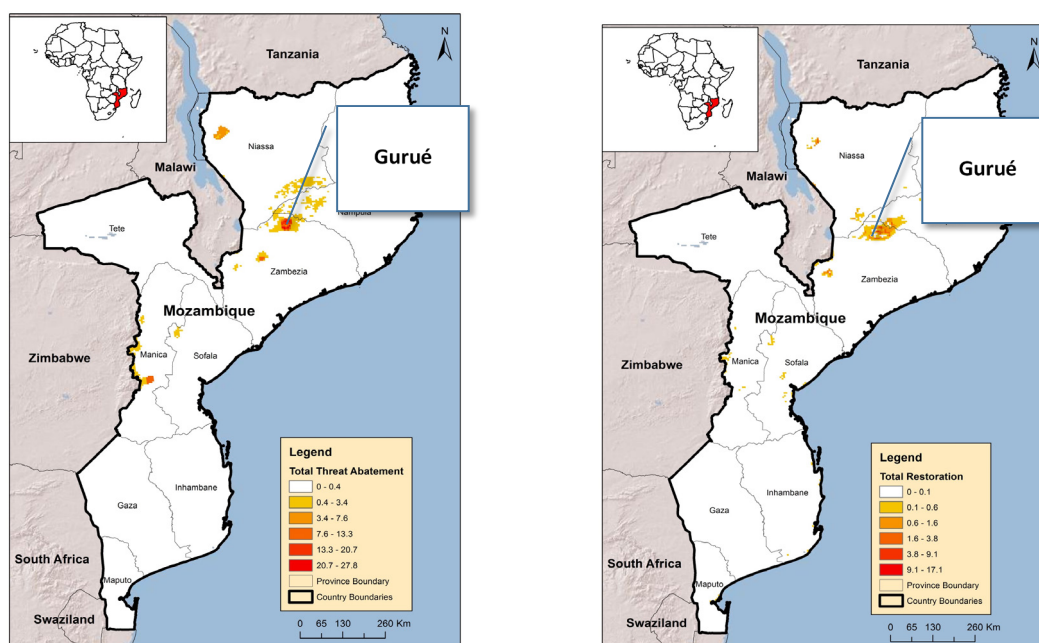 N
Tanzania
Niassa
Gurué
Malawi
Nampula
Tete
Zambezia
Mozambique
Zimbabwe
Manica
Sofala
Legend
Total Threat Abatement
0 - 0.4
0.4 - 3.4
3.4 - 7.6
7.6 - 13.3
13.3 - 20.7
20.7 - 27.8
Province Boundary
Country Boundaries
Inhambane
Gaza
South Africa
Maputo
Swaziland
0 65 130 260 Km
N
Tanzania
Niassa
Gurué
Malawi
Tete
Zambezia
Mozambique
Zimbabwe
Manica
Sofala
Legend
Total Restoration
0 - 0.1
0.1 - 0.6
0.6 - 1.6
1.6 - 3.8
3.8 - 9.1
9.1 - 17.1
Province Boundary
Country Boundaries
Inhambane
Gaza
South Africa
Maputo
Swaziland
0 65 130 260 Km